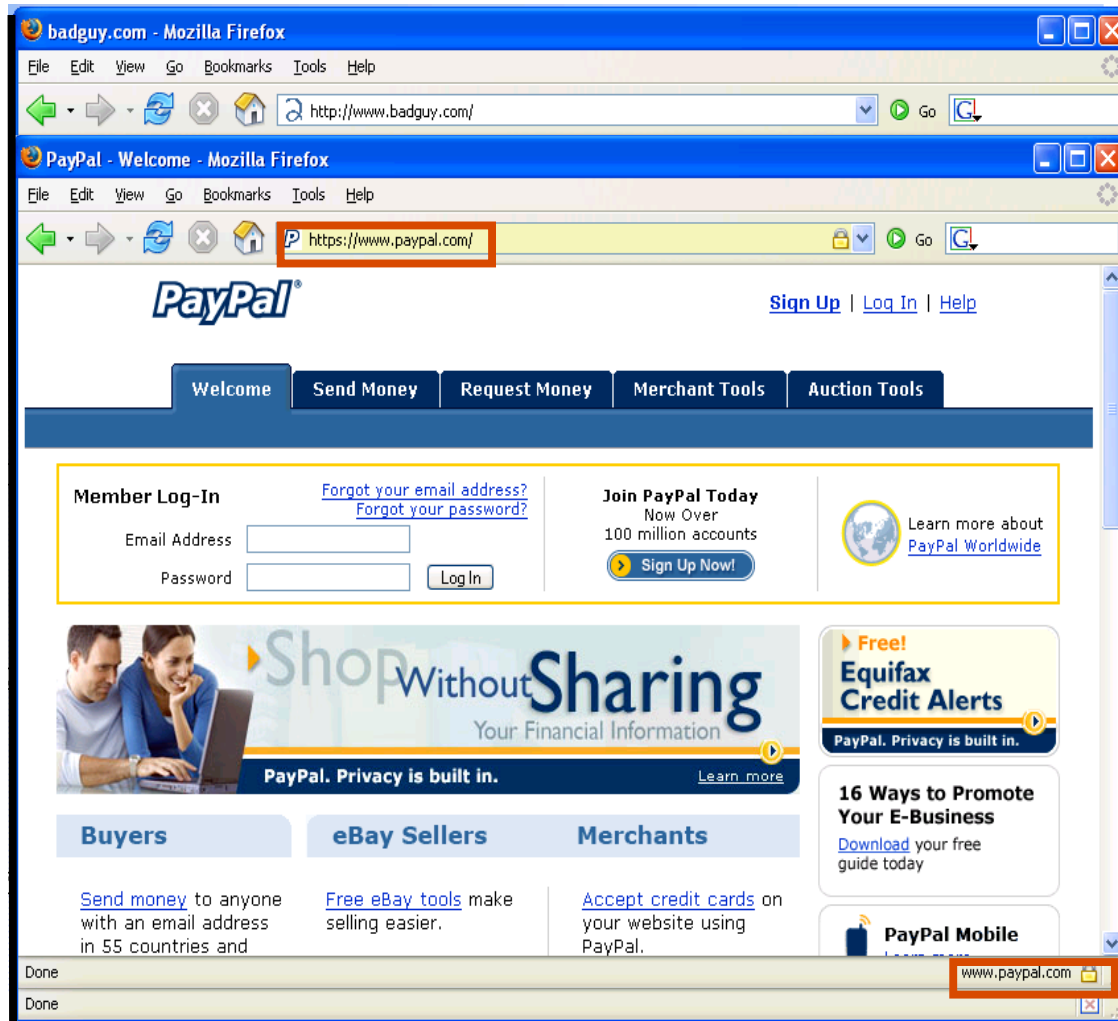 badguy.com - Mozilla Firefox
File Edit View Go Bookmarks Tools Help
http://www.badguy.com/ Go G
PayPal - Welcome - Mozilla Firefox
File Edit View Go Bookmarks Tools Help
P https://www.paypal.com/ Go G
PayPal®
Sign Up | Log In | Help
Welcome Send Money Request Money Merchant Tools Auction Tools
Member Log-In
Forgot your email address?
Forgot your password?
Email Address
Password
Log In
Join PayPal Today
Now Over
100 million accounts
Sign Up Now!
Learn more about
PayPal Worldwide
Shop Without Sharing
Your Financial Information
PayPal. Privacy is built in. Learn more
Free!
Equifax
Credit Alerts
PayPal. Privacy is built in.
16 Ways to Promote
Your E-Business
Download your free
guide today
PayPal Mobile
Learn more
Buyers
Send money to anyone
with an email address
in 55 countries and
eBay Sellers
Free eBay tools make
selling easier.
Merchants
Accept credit cards on
your website using
PayPal.
Done www.paypal.com
Done